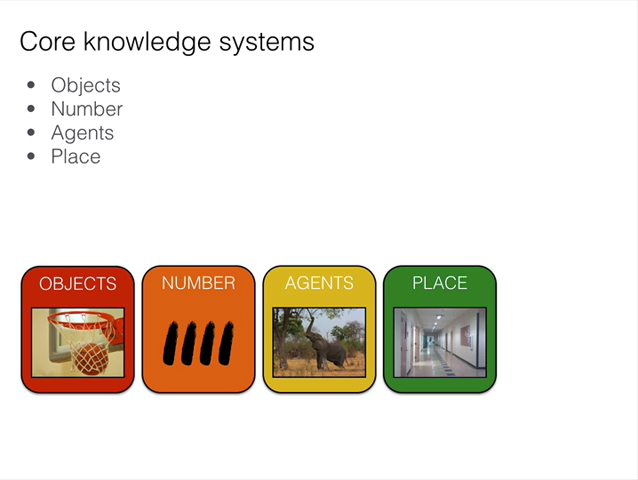 Core knowledge systems
• Objects
• Number
• Agents
• Place
OBJECTS
NUMBER
AGENTS
PLACE